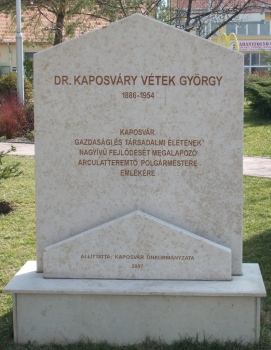 DR. KAPOSVÁRY VÉTEK GYÖRGY
1886-1954
KAPOSVÁR
GAZDASÁGI ÉS TÁRSADALMI ÉLETÉNEK
NAGYÍVŰ FEJLŐDÉSÉT MEGALAPOZÓ
ARCULATTEREMTŐ POLGÁRMESTERE
EMLÉKÉRE
ÁLLÍTTATTA: KAPOSVÁR ÖNKORMÁNYZATA
2007